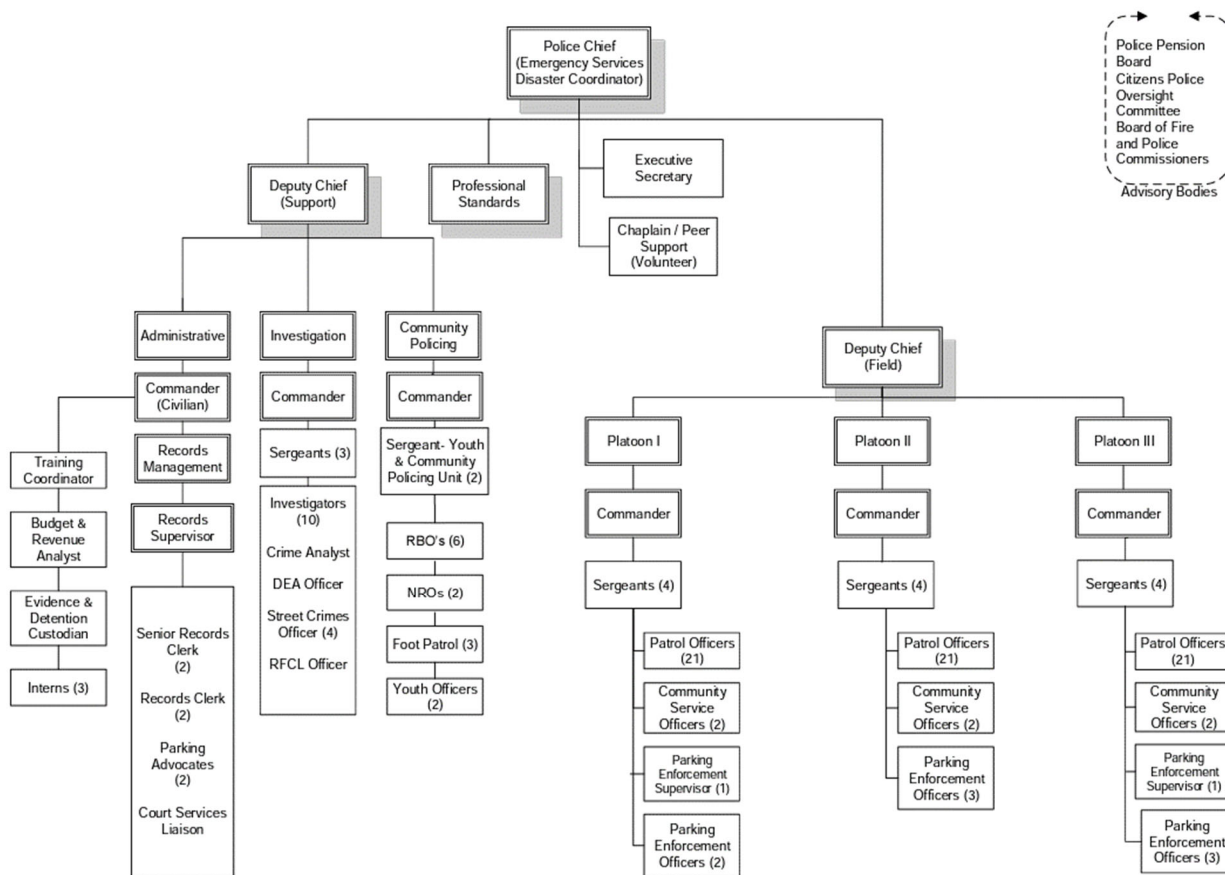 Police Chief
(Emergency Services
Disaster Coordinator)
Police Pension
Board
Citizens Police
Oversight
Committee
Board of Fire
and Police
Commissioners
Advisory Bodies
Deputy Chief
(Support)
Professional
Standards
Executive
Secretary
Chaplain / Peer
Support
(Volunteer)
Administrative
Investigation
Community
Policing
Commander
(Civilian)
Commander
Commander
Training
Coordinator
Budget &
Revenue
Analyst
Evidence &
Detention
Custodian
Interns (3)
Records
Management
Records
Supervisor
Senior Records
Clerk
(2)
Records Clerk
(2)
Parking
Advocates
(2)
Court Services
Liaison
Sergeants (3)
Investigators
(10)
Crime Analyst
DEA Officer
Street Crimes
Officer (4)
RFCL Officer
Sergeant- Youth
& Community
Policing Unit (2)
RBO's (6)
NROs (2)
Foot Patrol (3)
Youth Officers
(2)
Deputy Chief
(Field)
Platoon I
Commander
Sergeants (4)
Patrol Officers
(21)
Community
Service
Officers (2)
Parking
Enforcement
Supervisor (1)
Parking
Enforcement
Officers (2)
Platoon II
Commander
Sergeants (4)
Patrol Officers
(21)
Community
Service
Officers (2)
Parking
Enforcement
Officers (3)
Platoon III
Commander
Sergeants (4)
Patrol Officers
(21)
Community
Service
Officers (2)
Parking
Enforcement
Supervisor (1)
Parking
Enforcement
Officers (3)